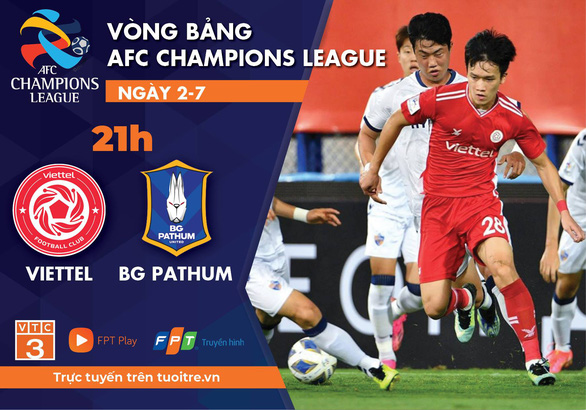 VÒNG BẢNG
AFC CHAMPIONS LEAGUE
AFC
CHAMPIONS
LEAGUE
NGÀY 2-7
21h
viettel
FOOTBALL CLUB
BG
PATHUM
UNITED
VIETTEL
BG PATHUM
viettel
28
VTC
3
FPT Play
FPT Truyền hình
Trực tuyến trên tuoitre.vn